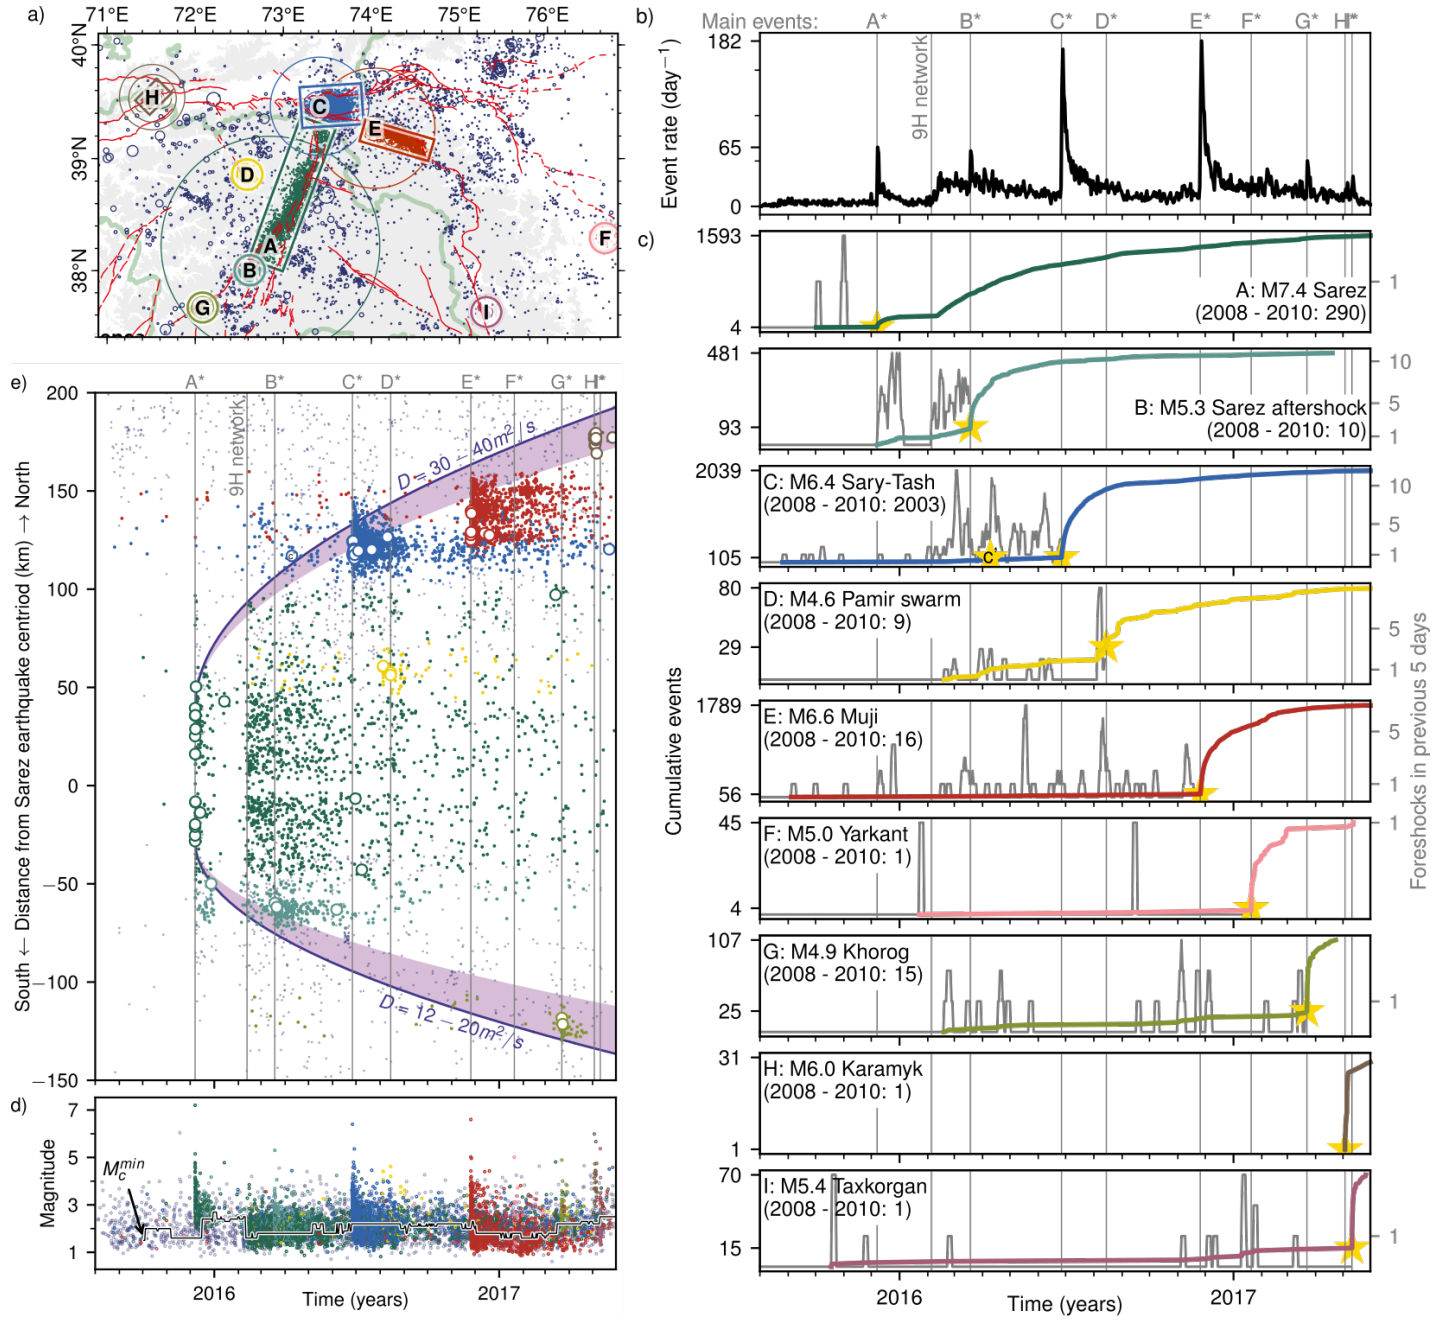 a)
71°E 72°E 73°E 74°E 75°E 76°E
40°N
39°N
38°N
H
C
E
D
A
B
G
F
I
b)
Main events: A* B* C* D* E* F* G* H* I*
9H network
Event rate (day⁻¹)
182
65
0
c)
Cumulative events
Foreshocks in previous 5 days
1593
4
1
A: M7.4 Sarez
(2008 - 2010: 290)
481
93
10
5
1
B: M5.3 Sarez aftershock
(2008 - 2010: 10)
2039
105
10
5
1
C: M6.4 Sary-Tash
(2008 - 2010: 2003)
C'
80
29
5
1
D: M4.6 Pamir swarm
(2008 - 2010: 9)
1789
56
5
1
E: M6.6 Muji
(2008 - 2010: 16)
45
4
1
F: M5.0 Yarkant
(2008 - 2010: 1)
107
25
1
G: M4.9 Khorog
(2008 - 2010: 15)
31
1
H: M6.0 Karamyk
(2008 - 2010: 1)
70
15
1
I: M5.4 Taxkorgan
(2008 - 2010: 1)
2016 2017
Time (years)
e)
A* B* C* D* E* F* G* H* I*
9H network
South ← Distance from Sarez earthquake centriod (km) → North
200
150
100
50
0
−50
−100
−150
D = 30 − 40m²/s
D = 12 − 20m²/s
d)
Magnitude
7
5
3
1
M_c^min
2016 2017
Time (years)